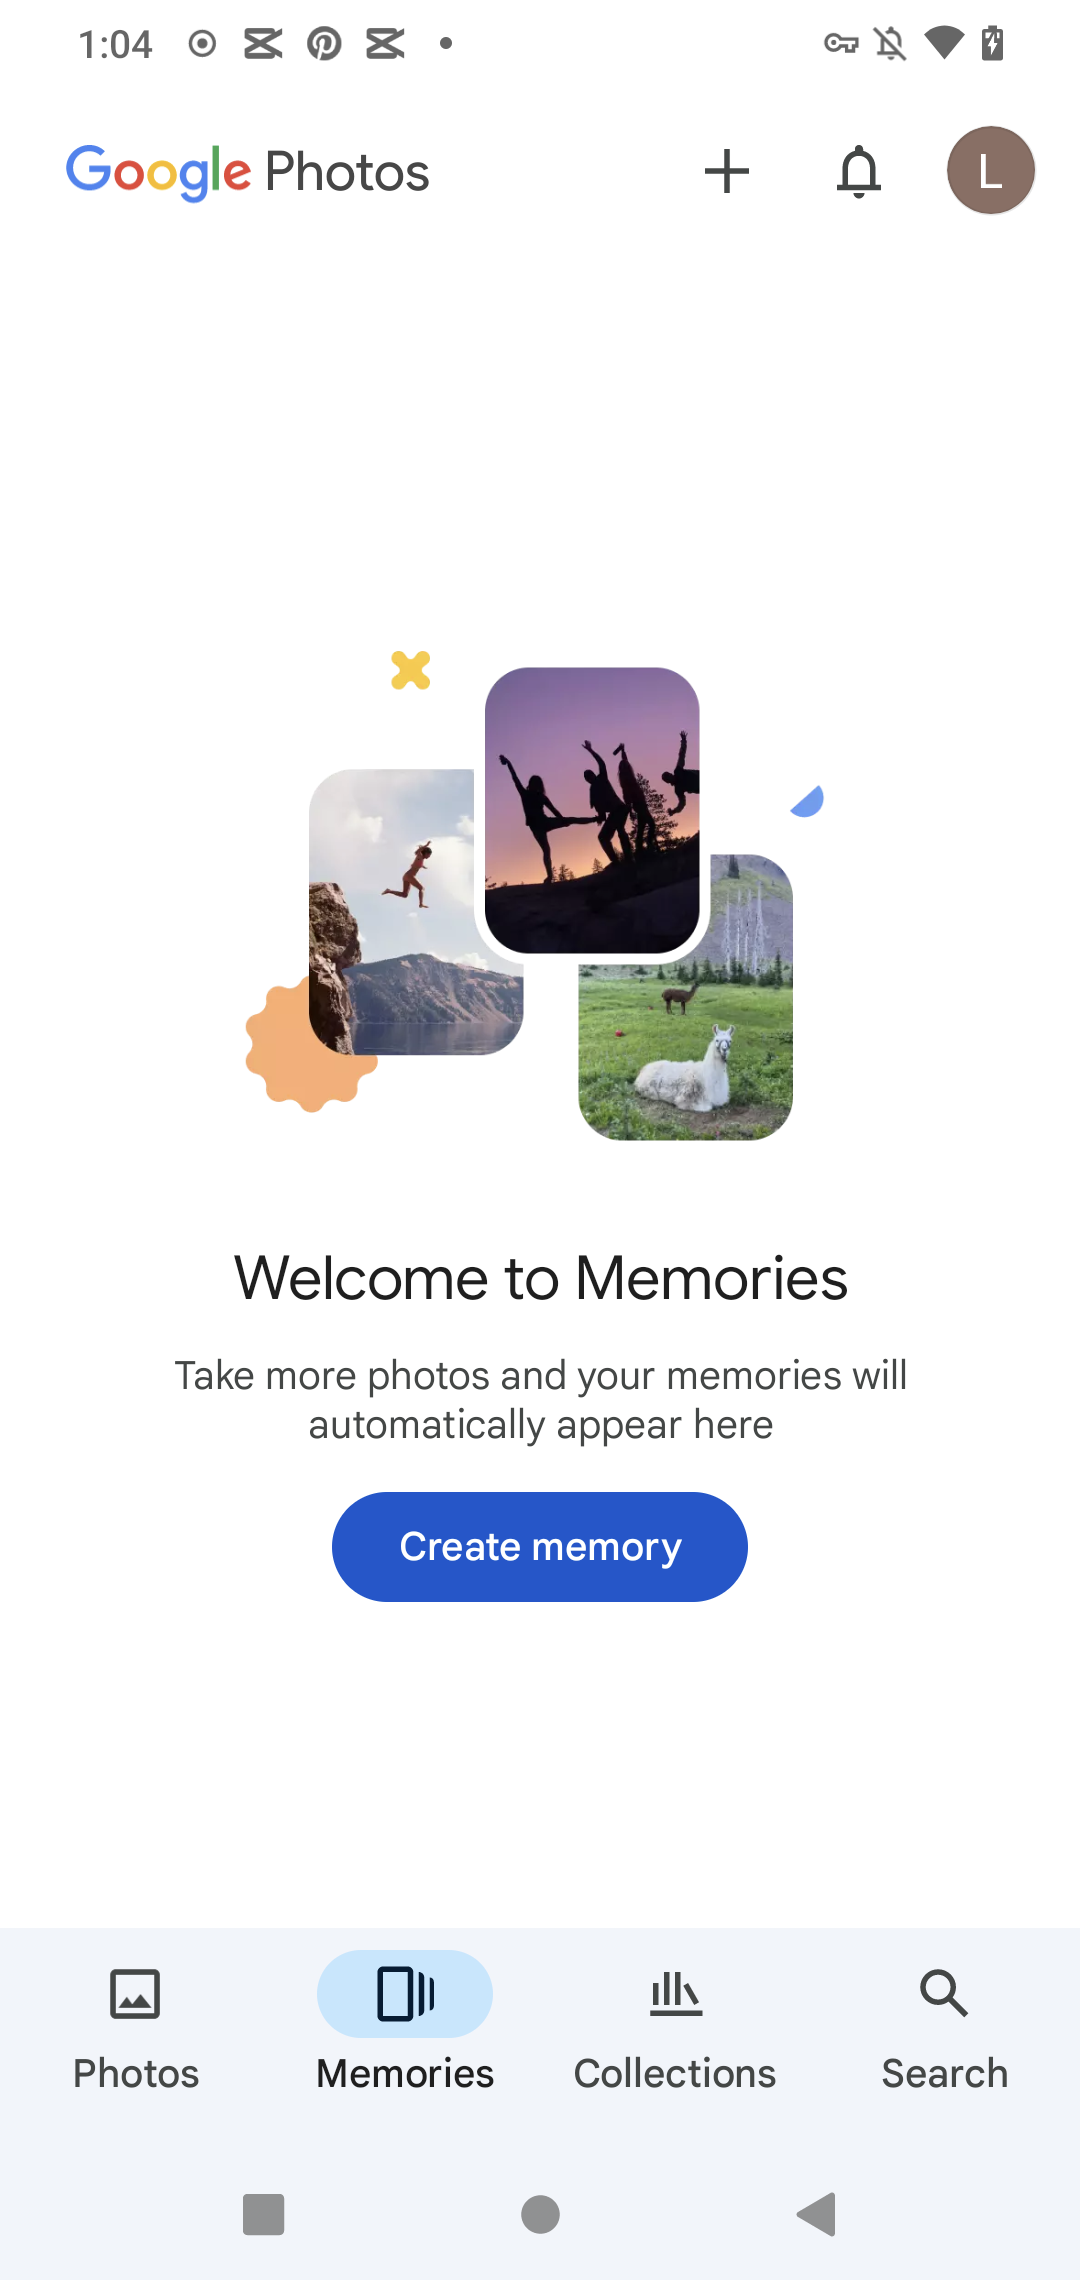 1:04
Google Photos
L
Welcome to Memories
Take more photos and your memories will
automatically appear here
Create memory
Photos
Memories
Collections
Search